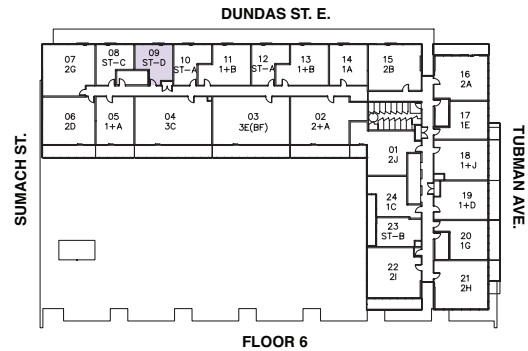 DUNDAS ST. E.
07
2G
08
ST-C
09
ST-D
10
ST-A
11
1+B
12
ST-A
13
1+B
14
1A
15
2B
16
2A
06
2D
05
1+A
04
3C
03
3E(BF)
02
2+A
01
2J
17
1E
18
1+J
24
1C
19
1+D
23
ST-B
20
1G
22
2I
21
2H
SUMACH ST.
TUBMAN AVE.
FLOOR 6